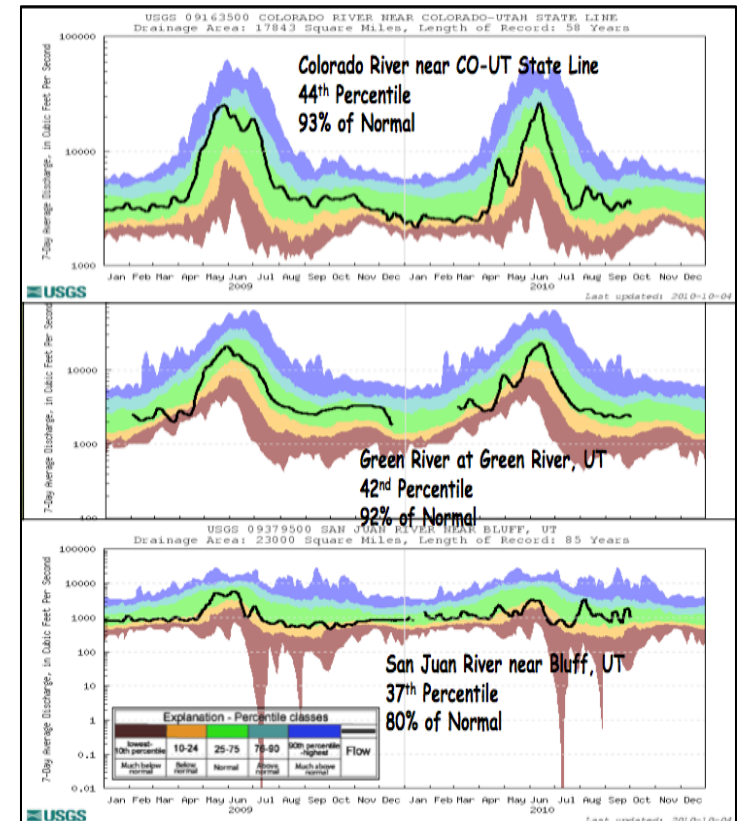 USGS 09163500 COLORADO RIVER NEAR COLORADO-UTAH STATE LINE
Drainage Area: 17843 Square Miles, Length of Record: 58 Years
Colorado River near CO-UT State Line
44th Percentile
93% of Normal
7-Day Average Discharge, in Cubic Feet Per Second
100000
10000
1000
Jan Feb Mar Apr May Jun Jul Aug Sep Oct Nov Dec Jan Feb Mar Apr May Jun Jul Aug Sep Oct Nov Dec
2009 2010
USGS
Last updated: 2010-10-04
7-Day Average Discharge, in Cubic Feet Per Second
10000
1000
100
Green River at Green River, UT
42nd Percentile
92% of Normal
USGS 09379500 SAN JUAN RIVER NEAR BLUFF, UT
Drainage Area: 23000 Square Miles, Length of Record: 85 Years
7-Day Average Discharge, in Cubic Feet Per Second
100000
10000
1000
100
10
1
0.1
0.01
San Juan River near Bluff, UT
37th Percentile
80% of Normal
Explanation - Percentile classes
lowest-10th percentile 10-24 25-75 76-90 90th percentile-highest Flow
Much below normal Below normal Normal Above normal Much above normal
Jan Feb Mar Apr May Jun Jul Aug Sep Oct Nov Dec Jan Feb Mar Apr May Jun Jul Aug Sep Oct Nov Dec
2009 2010
USGS
Last updated: 2010-10-04